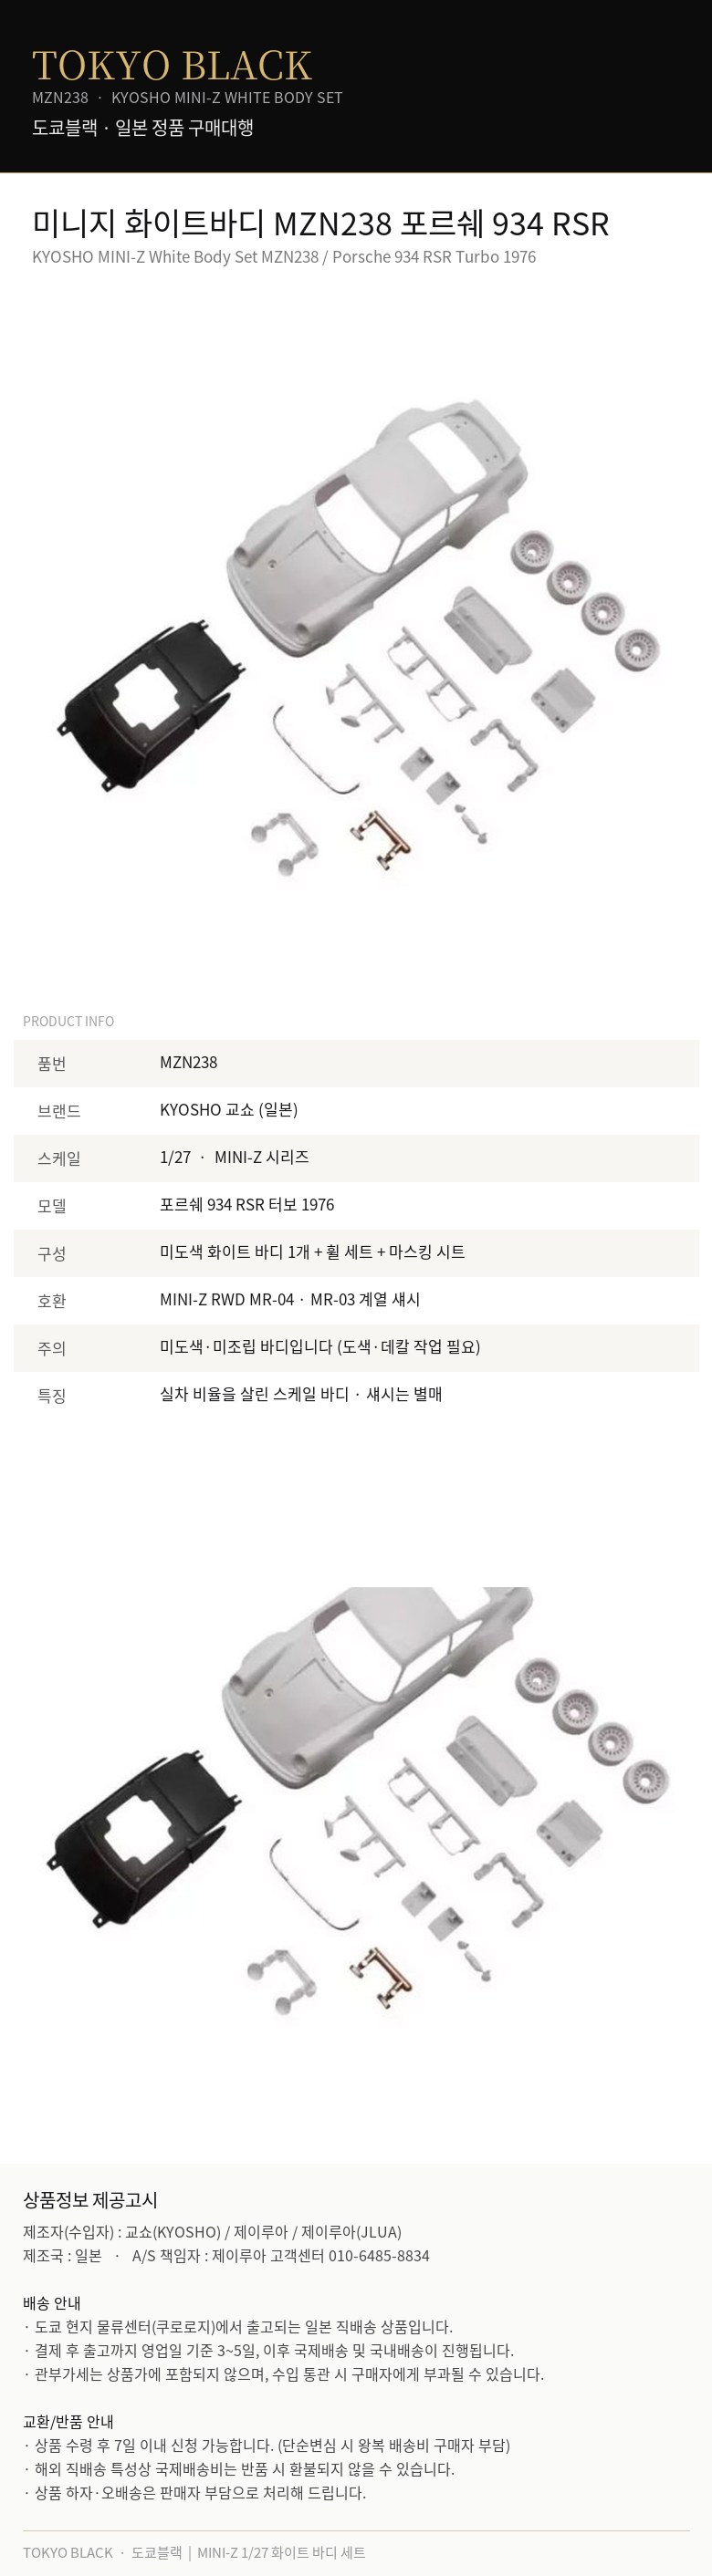 TOKYO BLACK
MZN238 · KYOSHO MINI-Z WHITE BODY SET
도쿄블랙 · 일본 정품 구매대행
미니지 화이트바디 MZN238 포르쉐 934 RSR
KYOSHO MINI-Z White Body Set MZN238 / Porsche 934 RSR Turbo 1976
PRODUCT INFO
품번 MZN238
브랜드 KYOSHO 교쇼 (일본)
스케일 1/27 · MINI-Z 시리즈
모델 포르쉐 934 RSR 터보 1976
구성 미도색 화이트 바디 1개 + 휠 세트 + 마스킹 시트
호환 MINI-Z RWD MR-04 · MR-03 계열 섀시
주의 미도색·미조립 바디입니다 (도색·데칼 작업 필요)
특징 실차 비율을 살린 스케일 바디 · 섀시는 별매
상품정보 제공고시
제조자(수입자) : 교쇼(KYOSHO) / 제이루아 / 제이루아(JLUA)
제조국 : 일본 · A/S 책임자 : 제이루아 고객센터 010-6485-8834
배송 안내
· 도쿄 현지 물류센터(쿠로로지)에서 출고되는 일본 직배송 상품입니다.
· 결제 후 출고까지 영업일 기준 3~5일, 이후 국제배송 및 국내배송이 진행됩니다.
· 관부가세는 상품가에 포함되지 않으며, 수입 통관 시 구매자에게 부과될 수 있습니다.
교환/반품 안내
· 상품 수령 후 7일 이내 신청 가능합니다. (단순변심 시 왕복 배송비 구매자 부담)
· 해외 직배송 특성상 국제배송비는 반품 시 환불되지 않을 수 있습니다.
· 상품 하자·오배송은 판매자 부담으로 처리해 드립니다.
TOKYO BLACK · 도쿄블랙 | MINI-Z 1/27 화이트 바디 세트